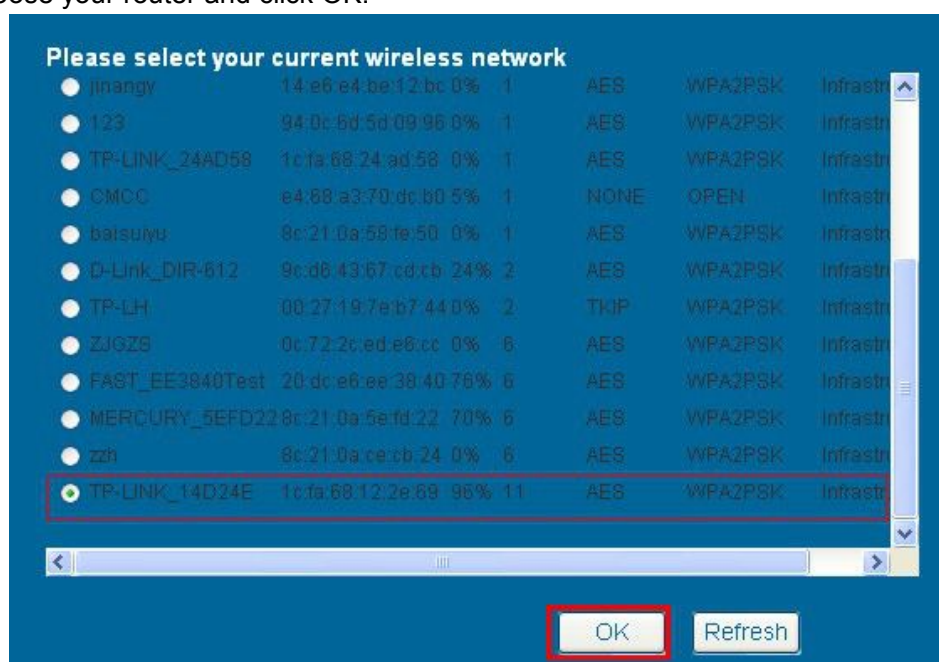 your router and click OK.
Please select your current wireless network
jinangy 14:e6:e4:be:12:bc 0% 1 AES WPA2PSK Infrastr
123 94:0c:6d:5d:09:96 0% 1 AES WPA2PSK Infrastr
TP-LINK_24AD58 1c:fa:68:24:ad:58 0% 1 AES WPA2PSK Infrastr
CMCC e4:68:a3:70:dc:b0 5% 1 NONE OPEN Infrastr
baisuiyu 8c:21:0a:58:fe:50 0% 1 AES WPA2PSK Infrastr
D-Link_DIR-612 9c:d6:43:67:cd:cb 24% 2 AES WPA2PSK Infrastr
TP-LH 00:27:19:7e:b7:44 0% 2 TKIP WPA2PSK Infrastr
ZJGZS 0c:72:2c:ed:e6:cc 0% 6 AES WPA2PSK Infrastr
FAST_EE3840Test 20:dc:e6:ee:38:40 76% 6 AES WPA2PSK Infrastr
MERCURY_5EFD22 8c:21:0a:5e:fd:22 70% 6 AES WPA2PSK Infrastr
zzh 8c:21:0a:ce:cb:24 0% 6 AES WPA2PSK Infrastr
TP-LINK_14D24E 1c:fa:68:12:2e:69 96% 11 AES WPA2PSK Infrastr
OK Refresh